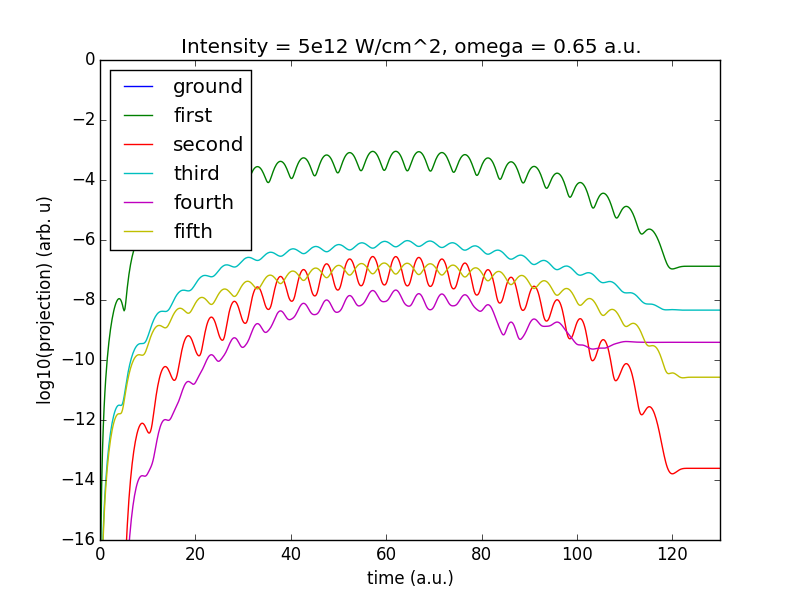 Intensity = 5e12 W/cm^2, omega = 0.65 a.u.
ground
first
second
third
fourth
fifth
log10(projection) (arb. u)
0
−2
−4
−6
−8
−10
−12
−14
−16
0 20 40 60 80 100 120
time (a.u.)